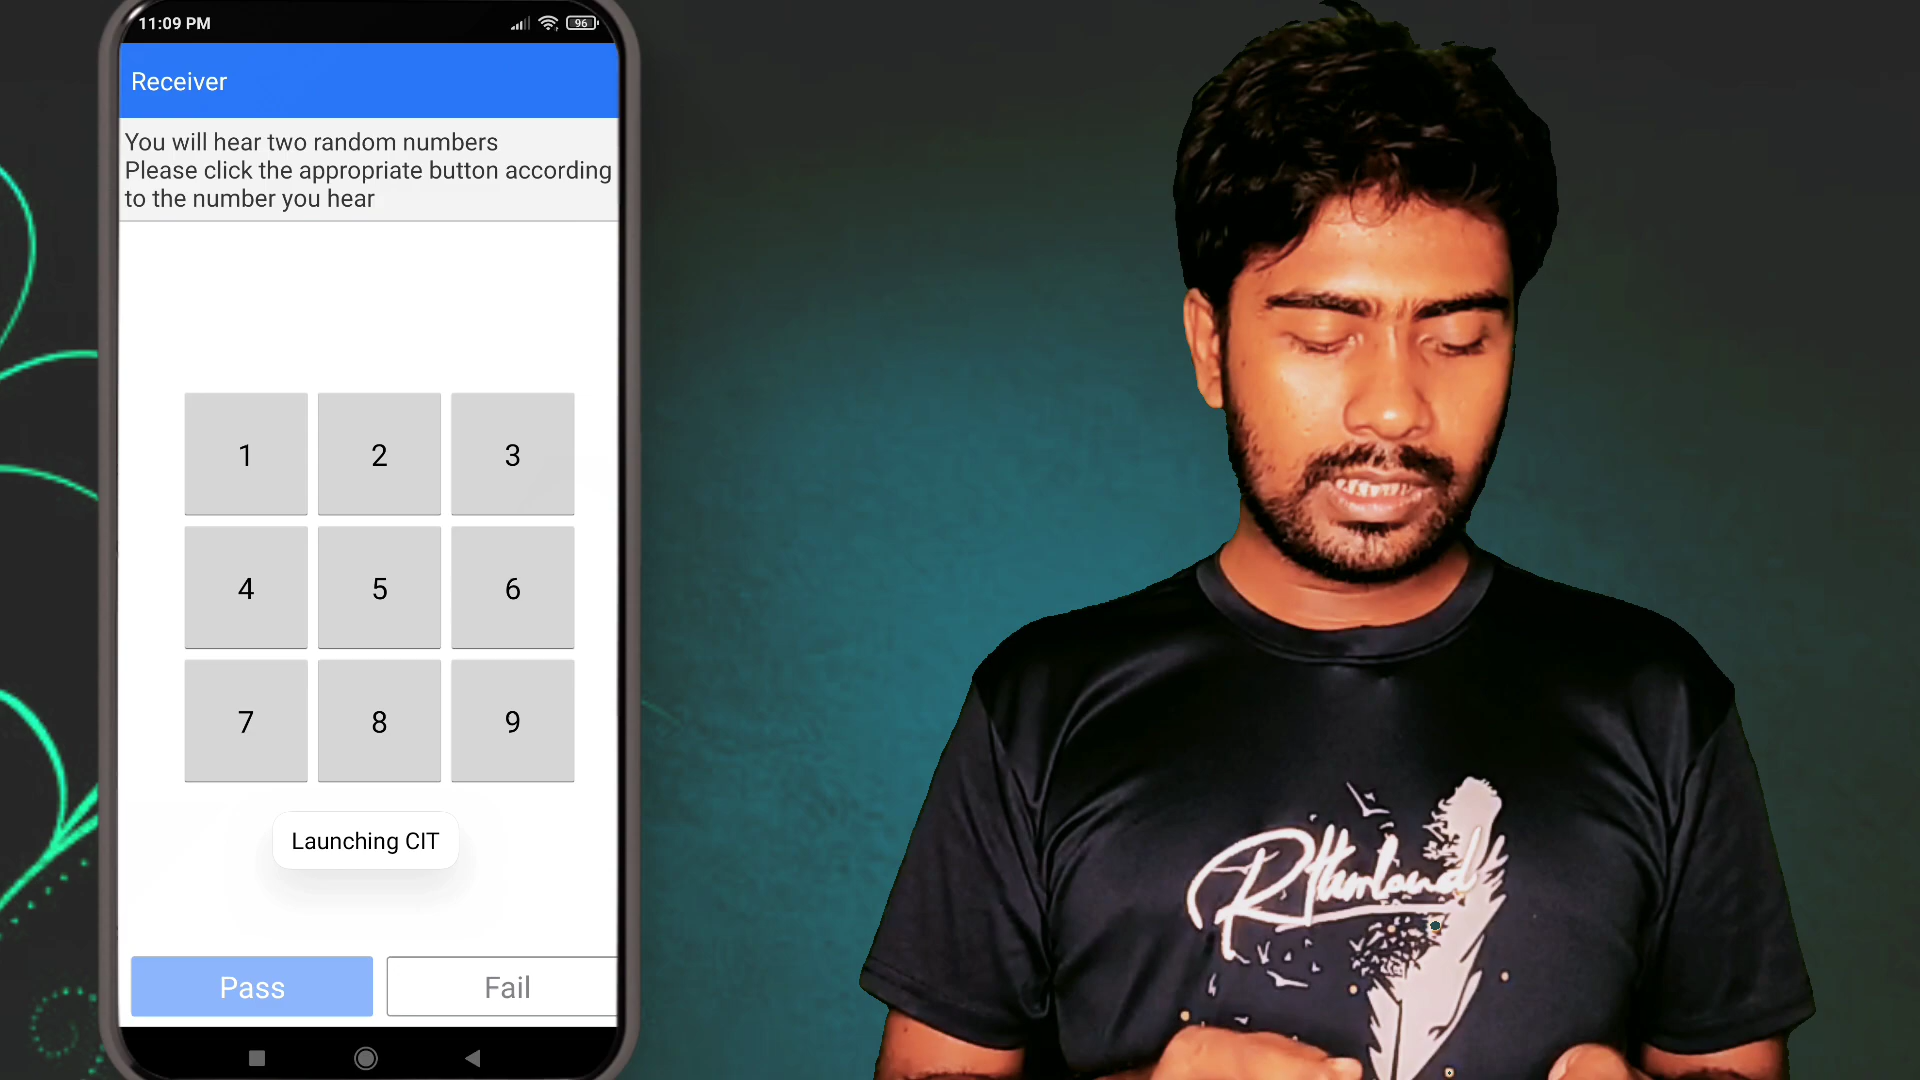 11:09 PM
96
Receiver
You will hear two random numbers
Please click the appropriate button according
to the number you hear
1 2 3
4 5 6
7 8 9
Launching CIT
Pass Fail